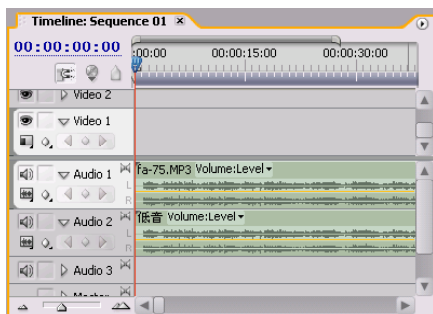 Timeline: Sequence 01 ×
00:00:00:00 :00:00 00:00:15:00 00:00:30:00
Video 2
Video 1
Audio 1 fa-75.MP3 Volume:Level
L
R
Audio 2 低音 Volume:Level
L
R
Audio 3
Master